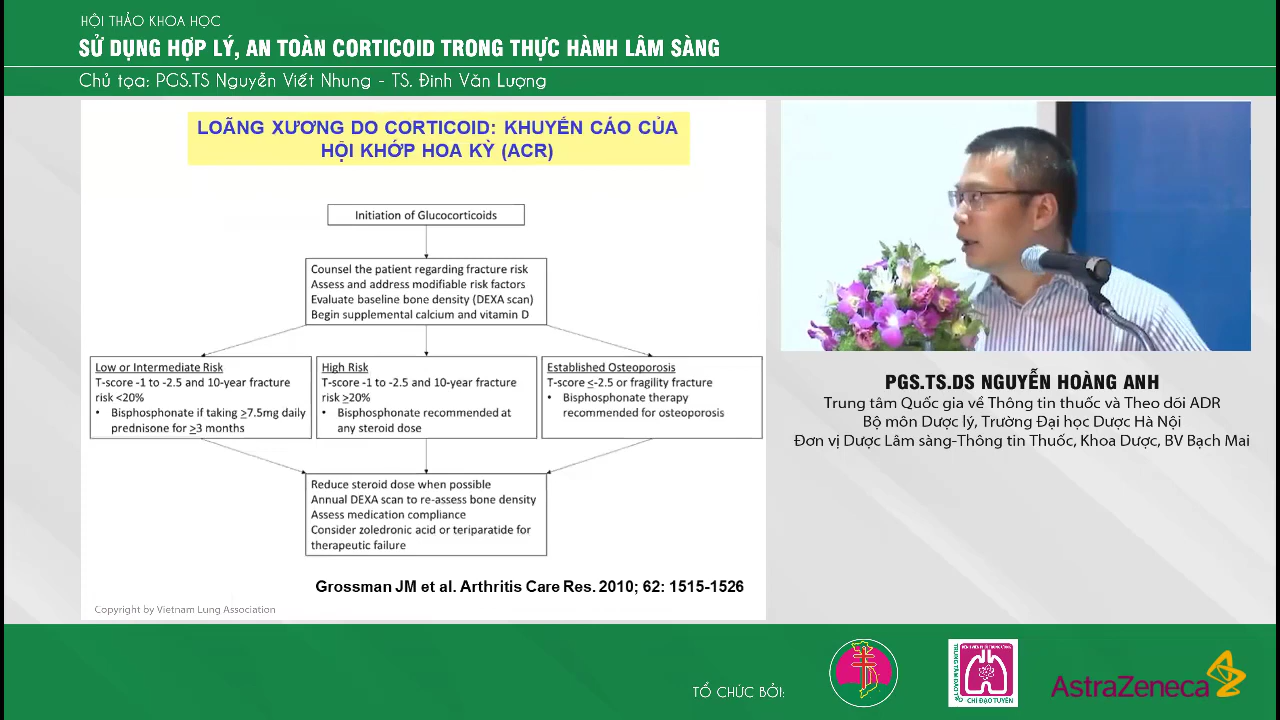 HỘI THẢO KHOA HỌC
SỬ DỤNG HỢP LÝ, AN TOÀN CORTICOID TRONG THỰC HÀNH LÂM SÀNG
Chủ tọa: PGS.TS Nguyễn Viết Nhung - TS. Đinh Văn Lượng
LOÃNG XƯƠNG DO CORTICOID: KHUYẾN CÁO CỦA
HỘI KHỚP HOA KỲ (ACR)
Initiation of Glucocorticoids
Counsel the patient regarding fracture risk
Assess and address modifiable risk factors
Evaluate baseline bone density (DEXA scan)
Begin supplemental calcium and vitamin D
Low or Intermediate Risk
T-score -1 to -2.5 and 10-year fracture
risk <20%
• Bisphosphonate if taking ≥7.5mg daily
prednisone for ≥3 months
High Risk
T-score -1 to -2.5 and 10-year fracture
risk ≥20%
• Bisphosphonate recommended at
any steroid dose
Established Osteoporosis
T-score ≤-2.5 or fragility fracture
• Bisphosphonate therapy
recommended for osteoporosis
Reduce steroid dose when possible
Annual DEXA scan to re-assess bone density
Assess medication compliance
Consider zoledronic acid or teriparatide for
therapeutic failure
Grossman JM et al. Arthritis Care Res. 2010; 62: 1515-1526
Copyright by Vietnam Lung Association
PGS.TS.DS NGUYỄN HOÀNG ANH
Trung tâm Quốc gia về Thông tin thuốc và Theo dõi ADR
Bộ môn Dược lý, Trường Đại học Dược Hà Nội
Đơn vị Dược Lâm sàng-Thông tin Thuốc, Khoa Dược, BV Bạch Mai
TỔ CHỨC BỞI:
CHỈ ĐẠO TUYẾN
AstraZeneca